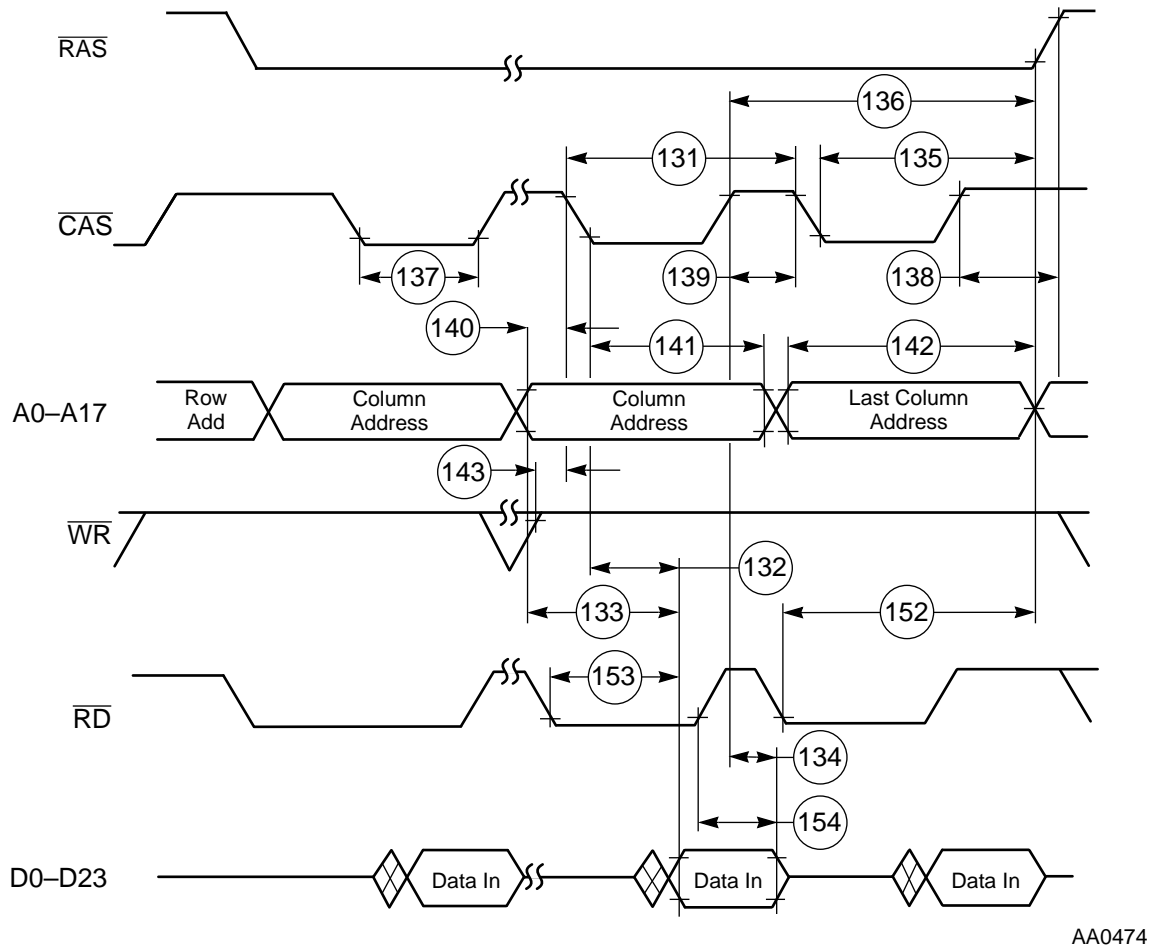 RAS
136
131
135
CAS
137
139
138
140
141
142
A0–A17
Row
Add
Column
Address
Column
Address
Last Column
Address
143
WR
132
133
152
153
RD
134
154
D0–D23
Data In
Data In
Data In
AA0474